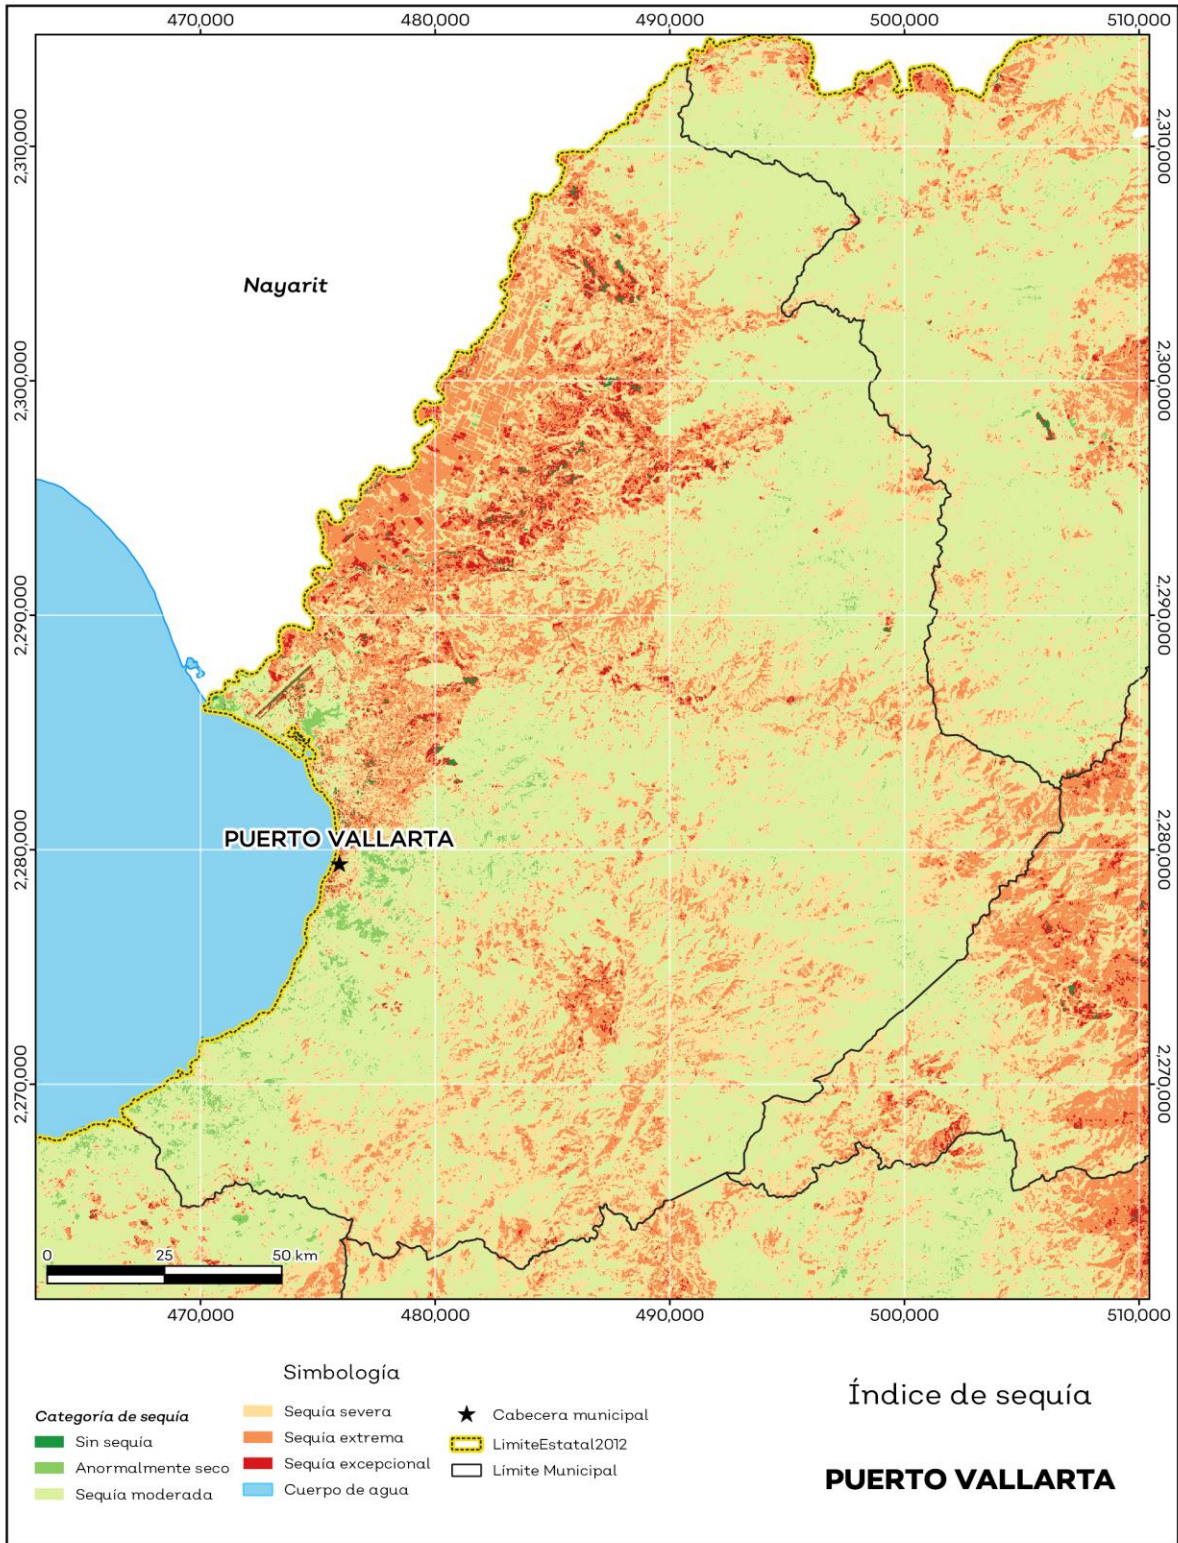 470,000 480,000 490,000 500,000 510,000
2,310,000 2,310,000
Nayarit
2,300,000 2,300,000
2,290,000 2,290,000
PUERTO VALLARTA
2,280,000 2,280,000
2,270,000 2,270,000
0 25 50 km
470,000 480,000 490,000 500,000 510,000
Simbología
Categoría de sequía
Sin sequía
Anormalmente seco
Sequía moderada
Sequía severa
Sequía extrema
Sequía excepcional
Cuerpo de agua
Cabecera municipal
LimiteEstatal2012
Límite Municipal
Índice de sequía
PUERTO VALLARTA